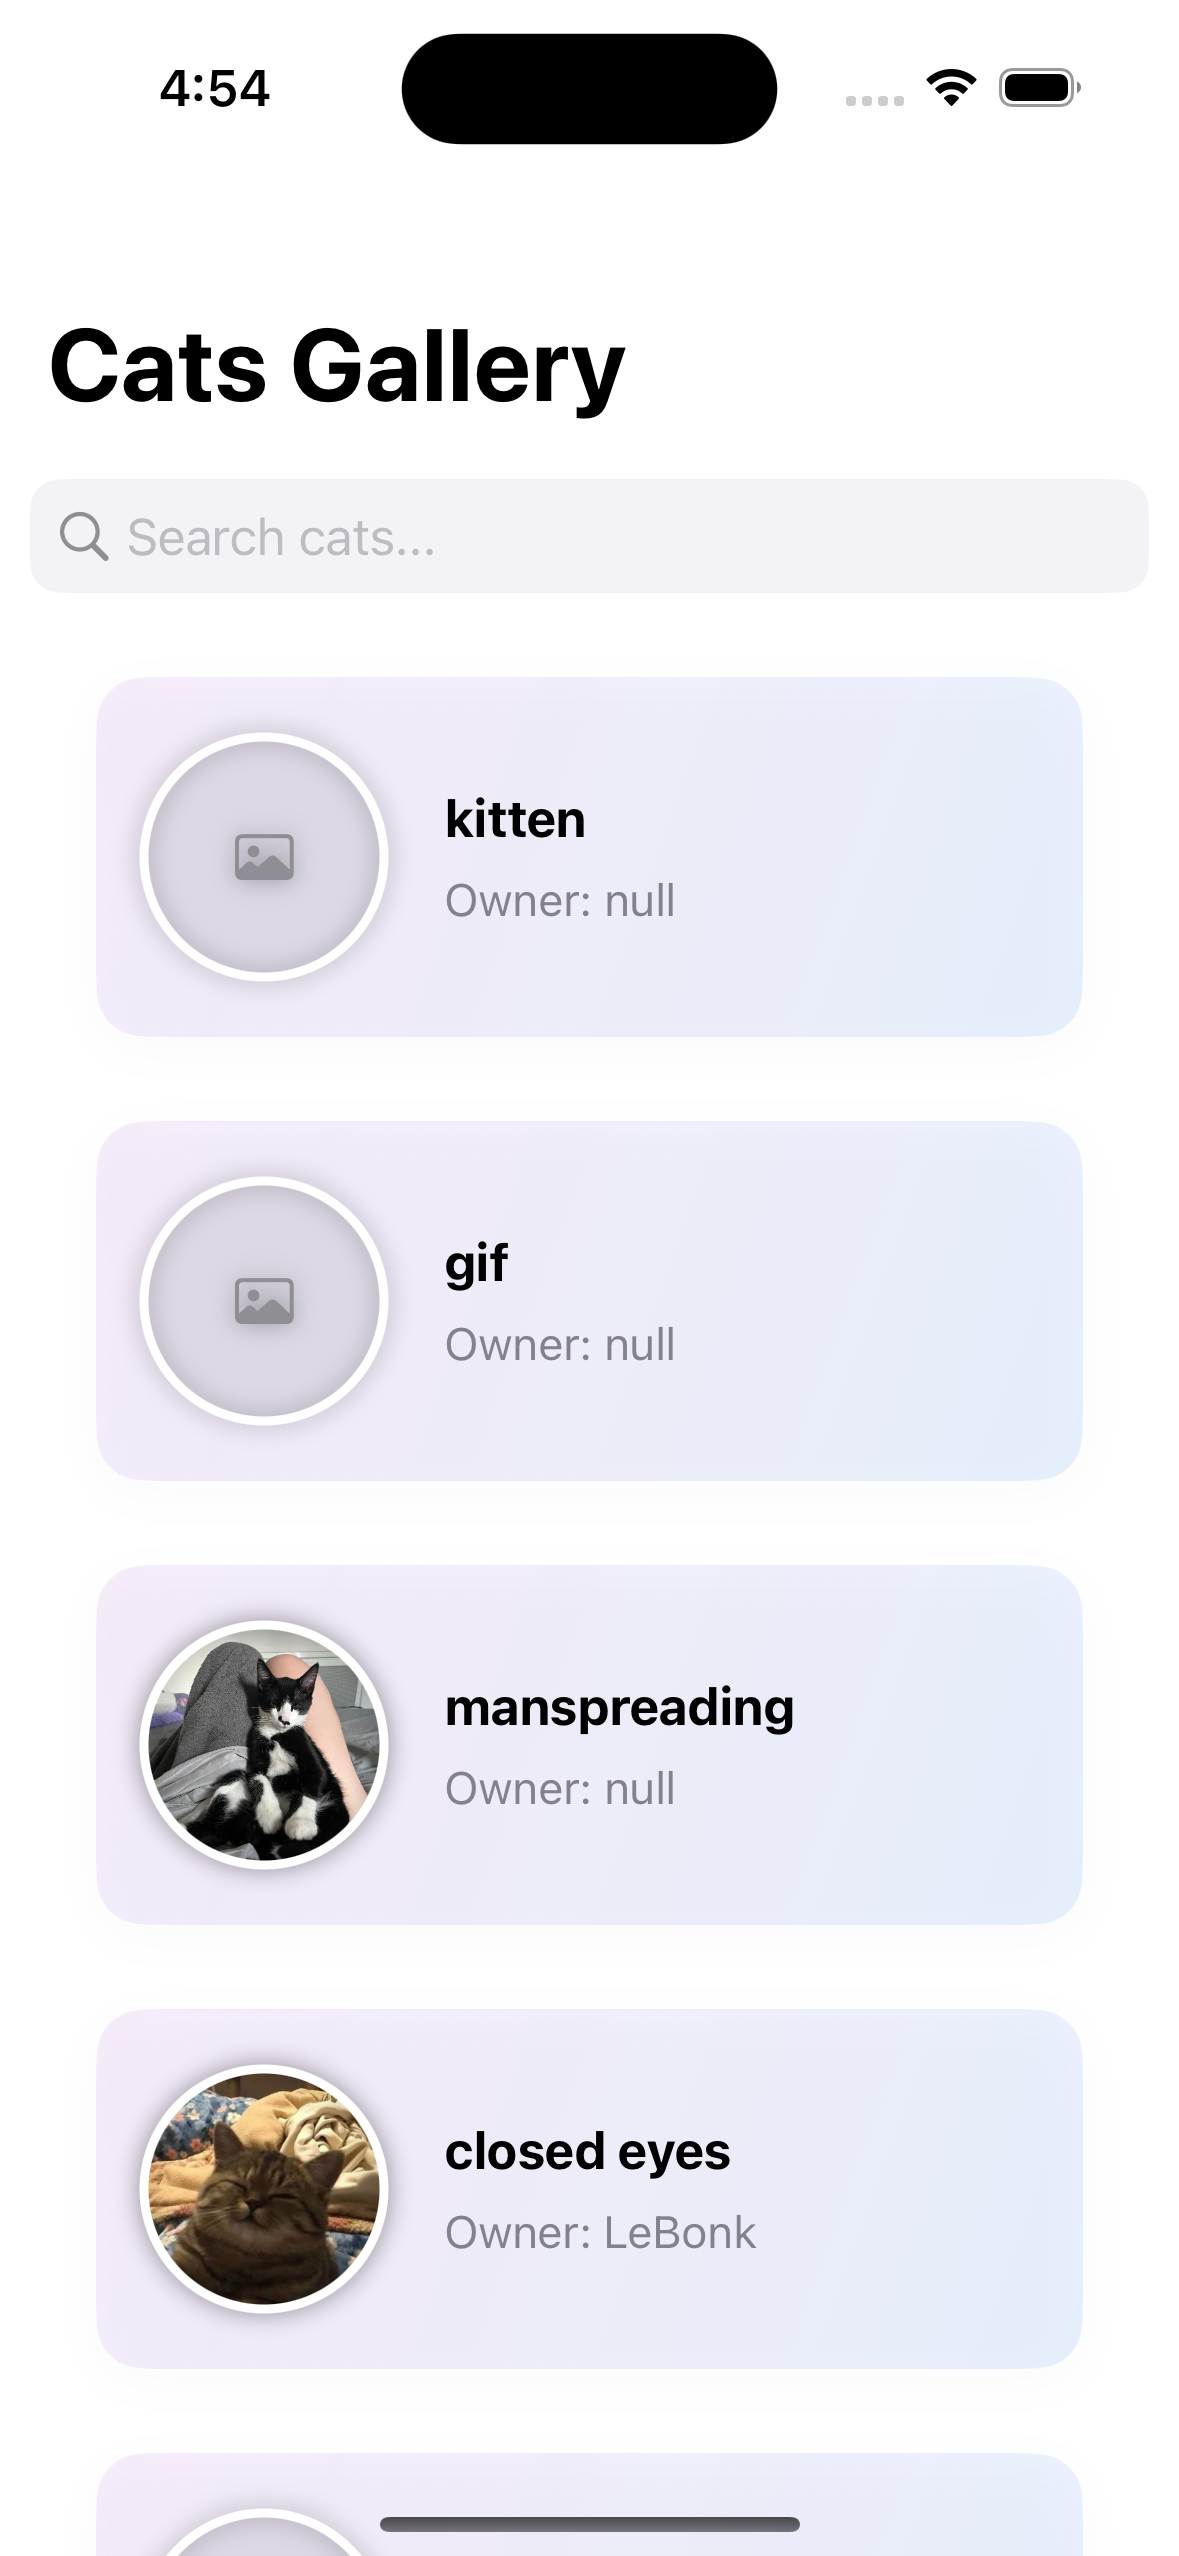 4:54
Cats Gallery
Search cats...
kitten
Owner: null
gif
Owner: null
manspreading
Owner: null
closed eyes
Owner: LeBonk